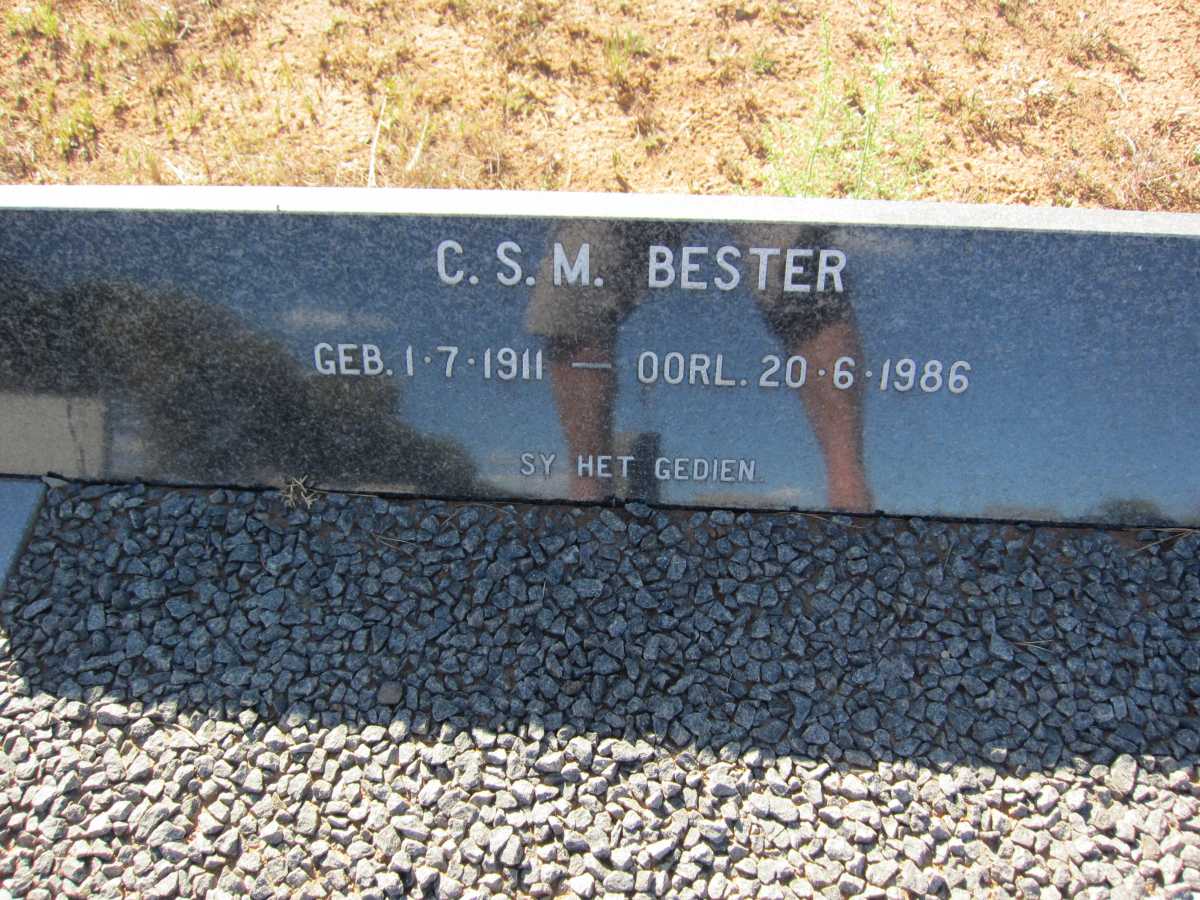 C. S. M. BESTER
GEB. 1·7·1911 — OORL. 20·6·1986
SY HET GEDIEN.